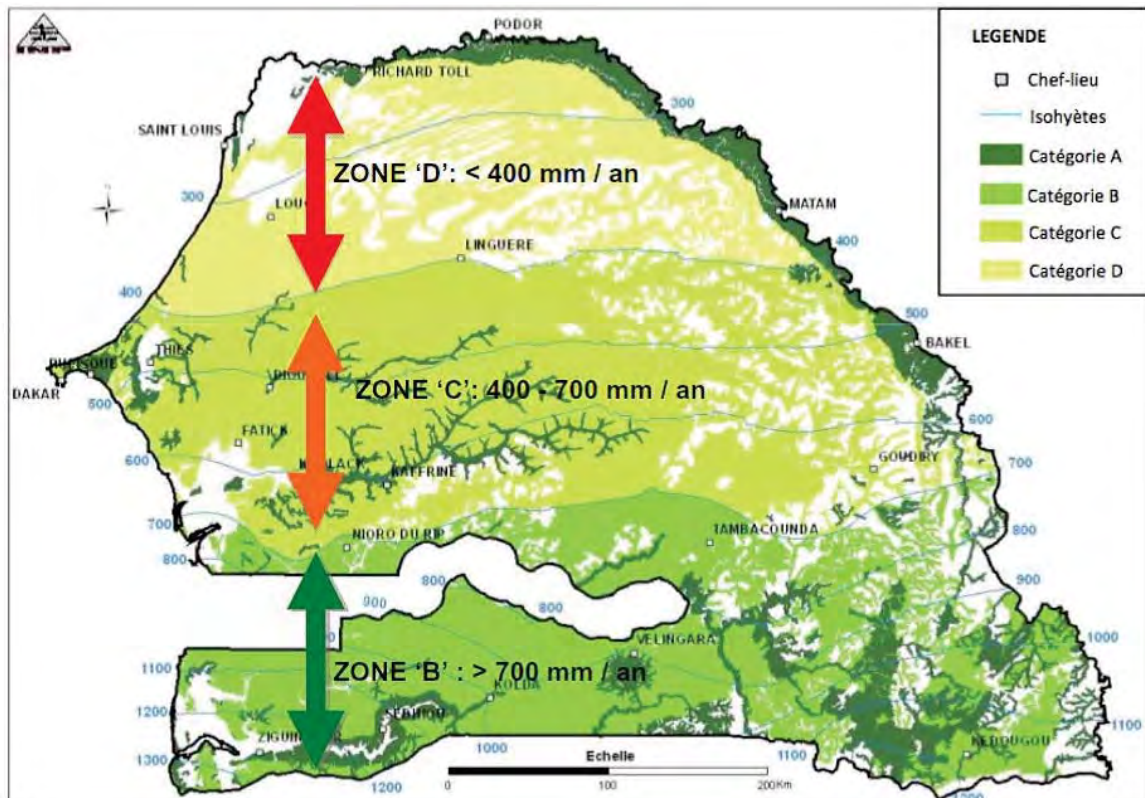 PODOR
RICHARD TOLL
SAINT LOUIS
300
300
ZONE ‘D’: < 400 mm / an
MATAM
LINGUERE
400
400
500
BAKEL
THIES
DAKAR
ZONE ‘C’: 400 - 700 mm / an
500
FATICK
600
600
KAFFRINE
GOUDIRY
700
700
NIORO DU RIP
TAMBACOUNDA
800
800
800
900
900
800
VELINGARA
1000
1100
ZONE ‘B’ : > 700 mm / an
KOLDA
1200
1100
1300
1200
1000
1100
KEDOUGOU
Echelle
0
100
200Km
LEGENDE
Chef-lieu
Isohyètes
Catégorie A
Catégorie B
Catégorie C
Catégorie D